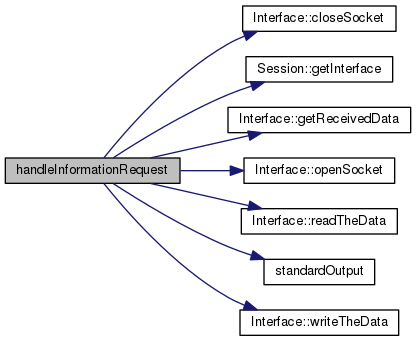 Interface::closeSocket
Session::getInterface
Interface::getReceivedData
handleInformationRequest
Interface::openSocket
Interface::readTheData
standardOutput
Interface::writeTheData